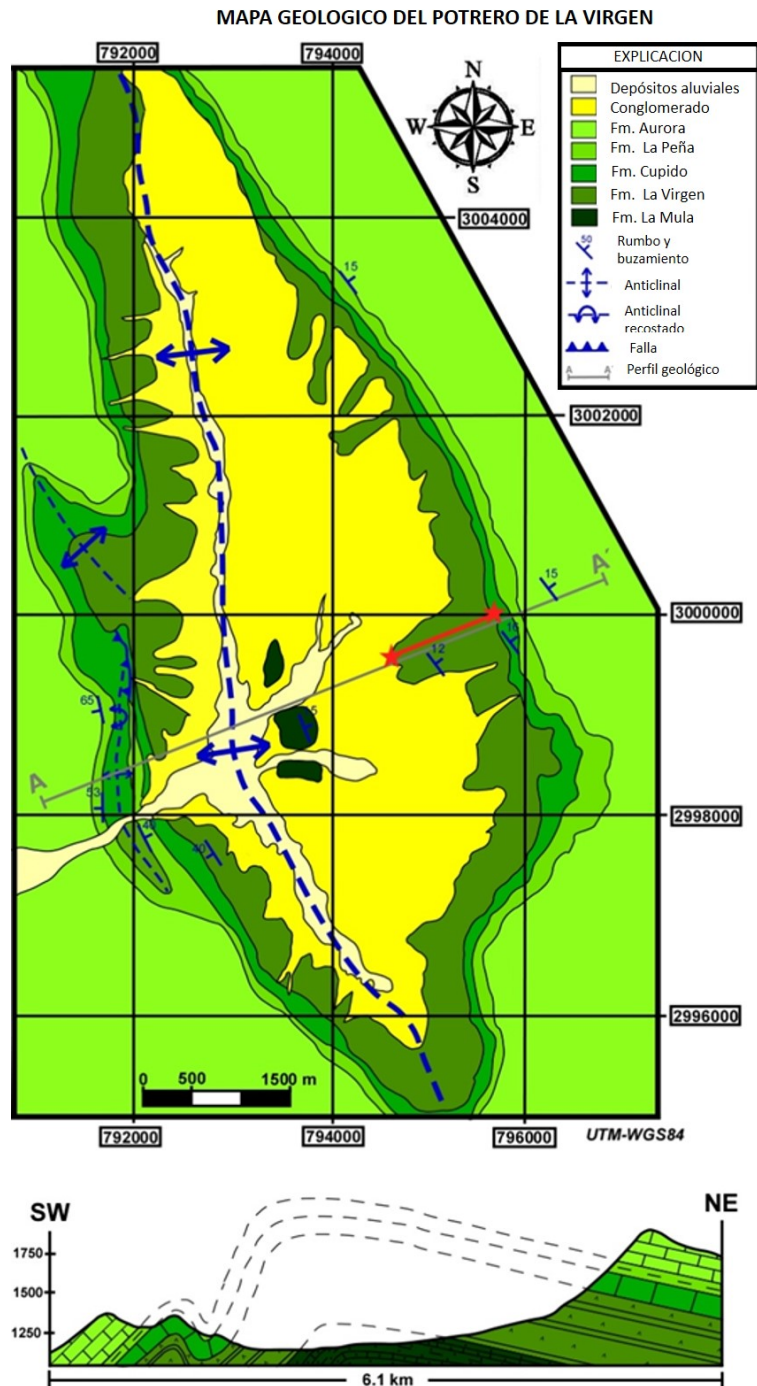 MAPA GEOLOGICO DEL POTRERO DE LA VIRGEN
792000
794000
EXPLICACION
Depósitos aluviales
Conglomerado
Fm. Aurora
Fm. La Peña
Fm. Cupido
Fm. La Virgen
Fm. La Mula
50
Rumbo y
buzamiento
Anticlinal
Anticlinal
recostado
Falla
A A´
Perfil geológico
N
W E
S
3004000
15
3002000
15
A´
3000000
16
12
65
5
A
53
2998000
40
40
2996000
0 500 1500 m
792000
794000
796000
UTM-WGS84
SW
NE
1750
1500
1250
6.1 km